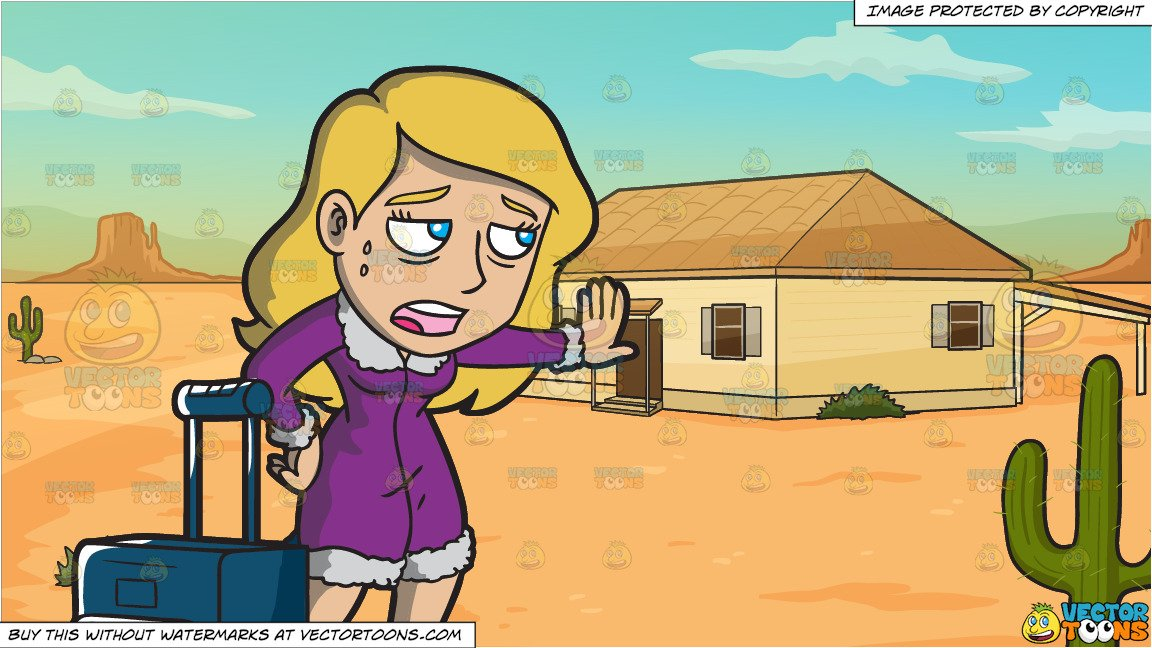 IMAGE PROTECTED BY COPYRIGHT
VECTOR TOONS
BUY THIS WITHOUT WATERMARKS AT VECTORTOONS.COM